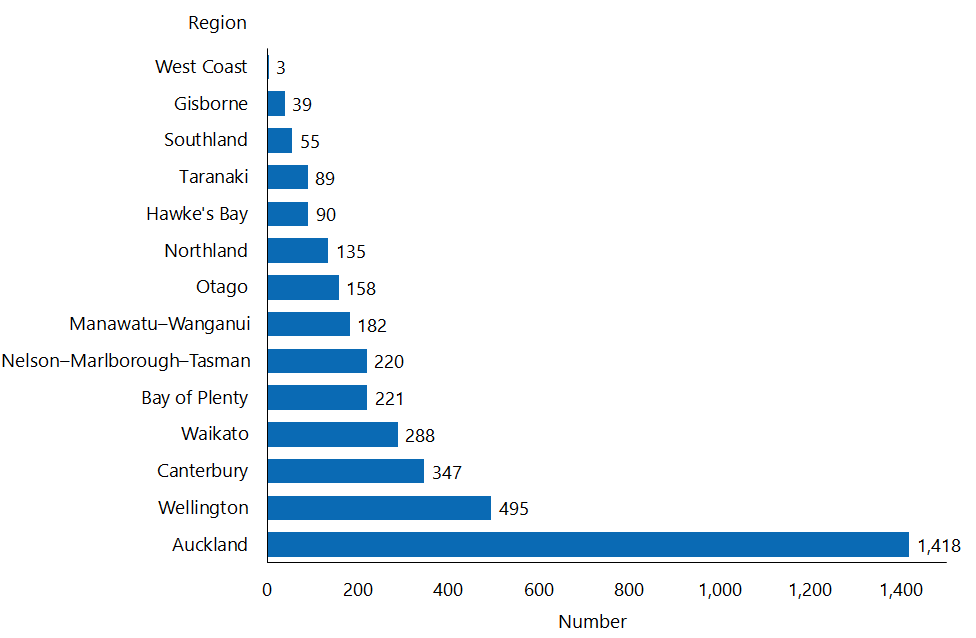 Region
West Coast 3
Gisborne 39
Southland 55
Taranaki 89
Hawke's Bay 90
Northland 135
Otago 158
Manawatu–Wanganui 182
Nelson–Marlborough–Tasman 220
Bay of Plenty 221
Waikato 288
Canterbury 347
Wellington 495
Auckland 1,418
0 200 400 600 800 1,000 1,200 1,400
Number